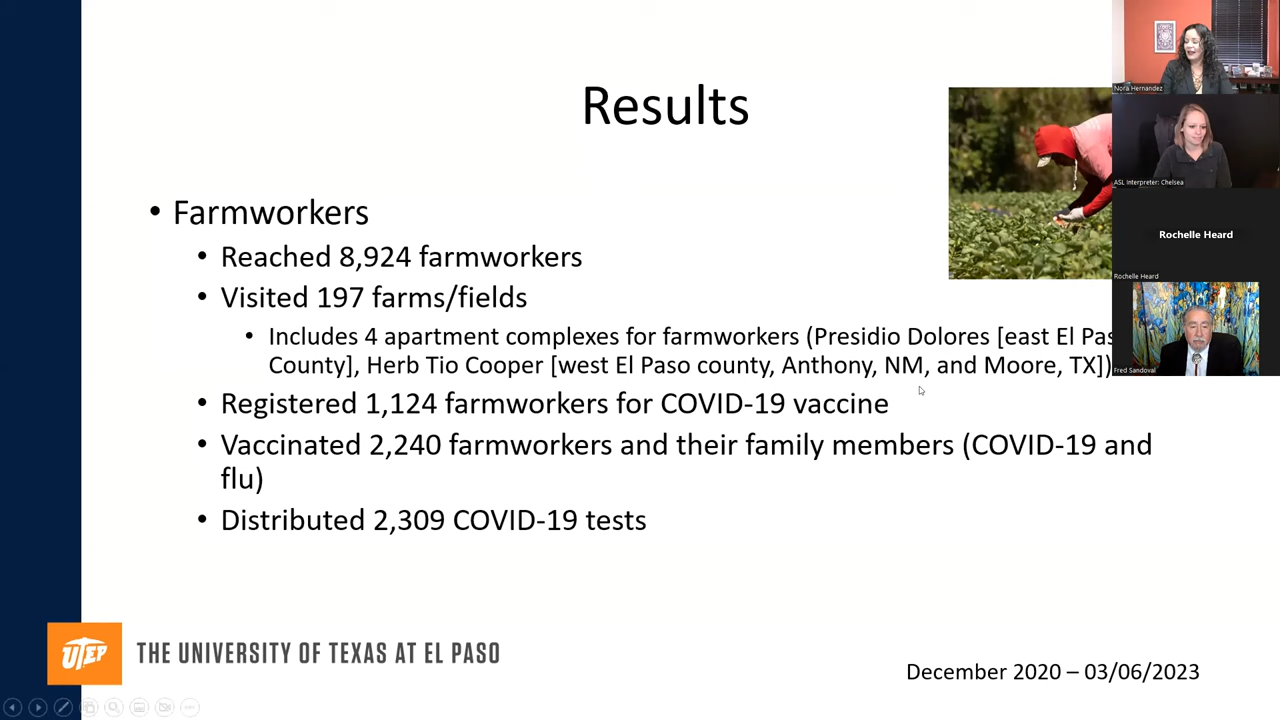 Results
• Farmworkers
• Reached 8,924 farmworkers
• Visited 197 farms/fields
• Includes 4 apartment complexes for farmworkers (Presidio Dolores [east El Pas
County], Herb Tio Cooper [west El Paso county, Anthony, NM, and Moore, TX])
• Registered 1,124 farmworkers for COVID-19 vaccine
• Vaccinated 2,240 farmworkers and their family members (COVID-19 and
flu)
• Distributed 2,309 COVID-19 tests
UTEP
THE UNIVERSITY OF TEXAS AT EL PASO
December 2020 – 03/06/2023
Nora Hernandez
ASL Interpreter: Chelsea
Rochelle Heard
Rochelle Heard
Fred Sandoval